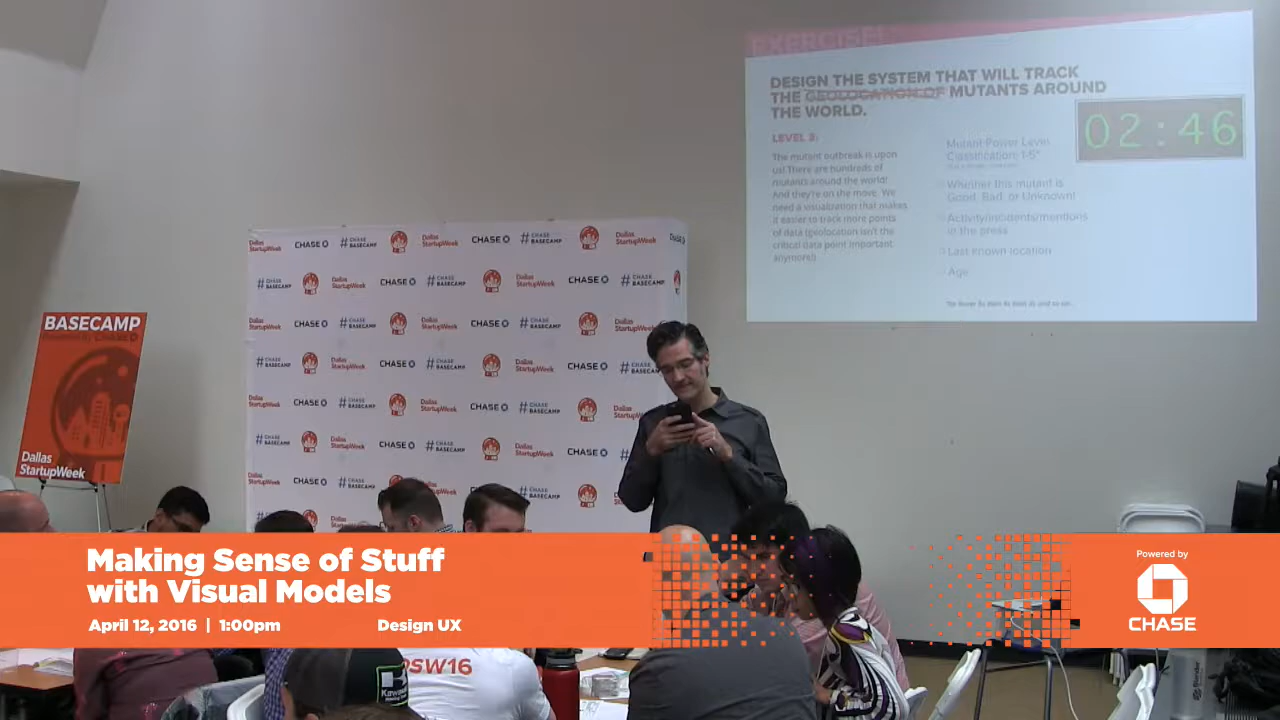 EXERCISE!
DESIGN THE SYSTEM THAT WILL TRACK
THE GEOLOCATION OF MUTANTS AROUND
THE WORLD.
LEVEL 3:
The mutant outbreak is upon
us! There are hundreds of
mutants around the world!
And they're on the move. We
need a visualization that makes
it easier to track more points
of data (geolocation isn't the
critical data point important
anymore!)
Mutant Power Level
Classification: 1-5*
Whether this mutant is
Good, Bad, or Unknown!
Activity/incidents/mentions
in the press
Last known location
Age
02:46
BASECAMP
Dallas
StartupWeek
Dallas
StartupWeek
CHASE
# CHASE
BASECAMP
Making Sense of Stuff
with Visual Models
April 12, 2016 | 1:00pm
Design UX
Powered by
CHASE
SW16